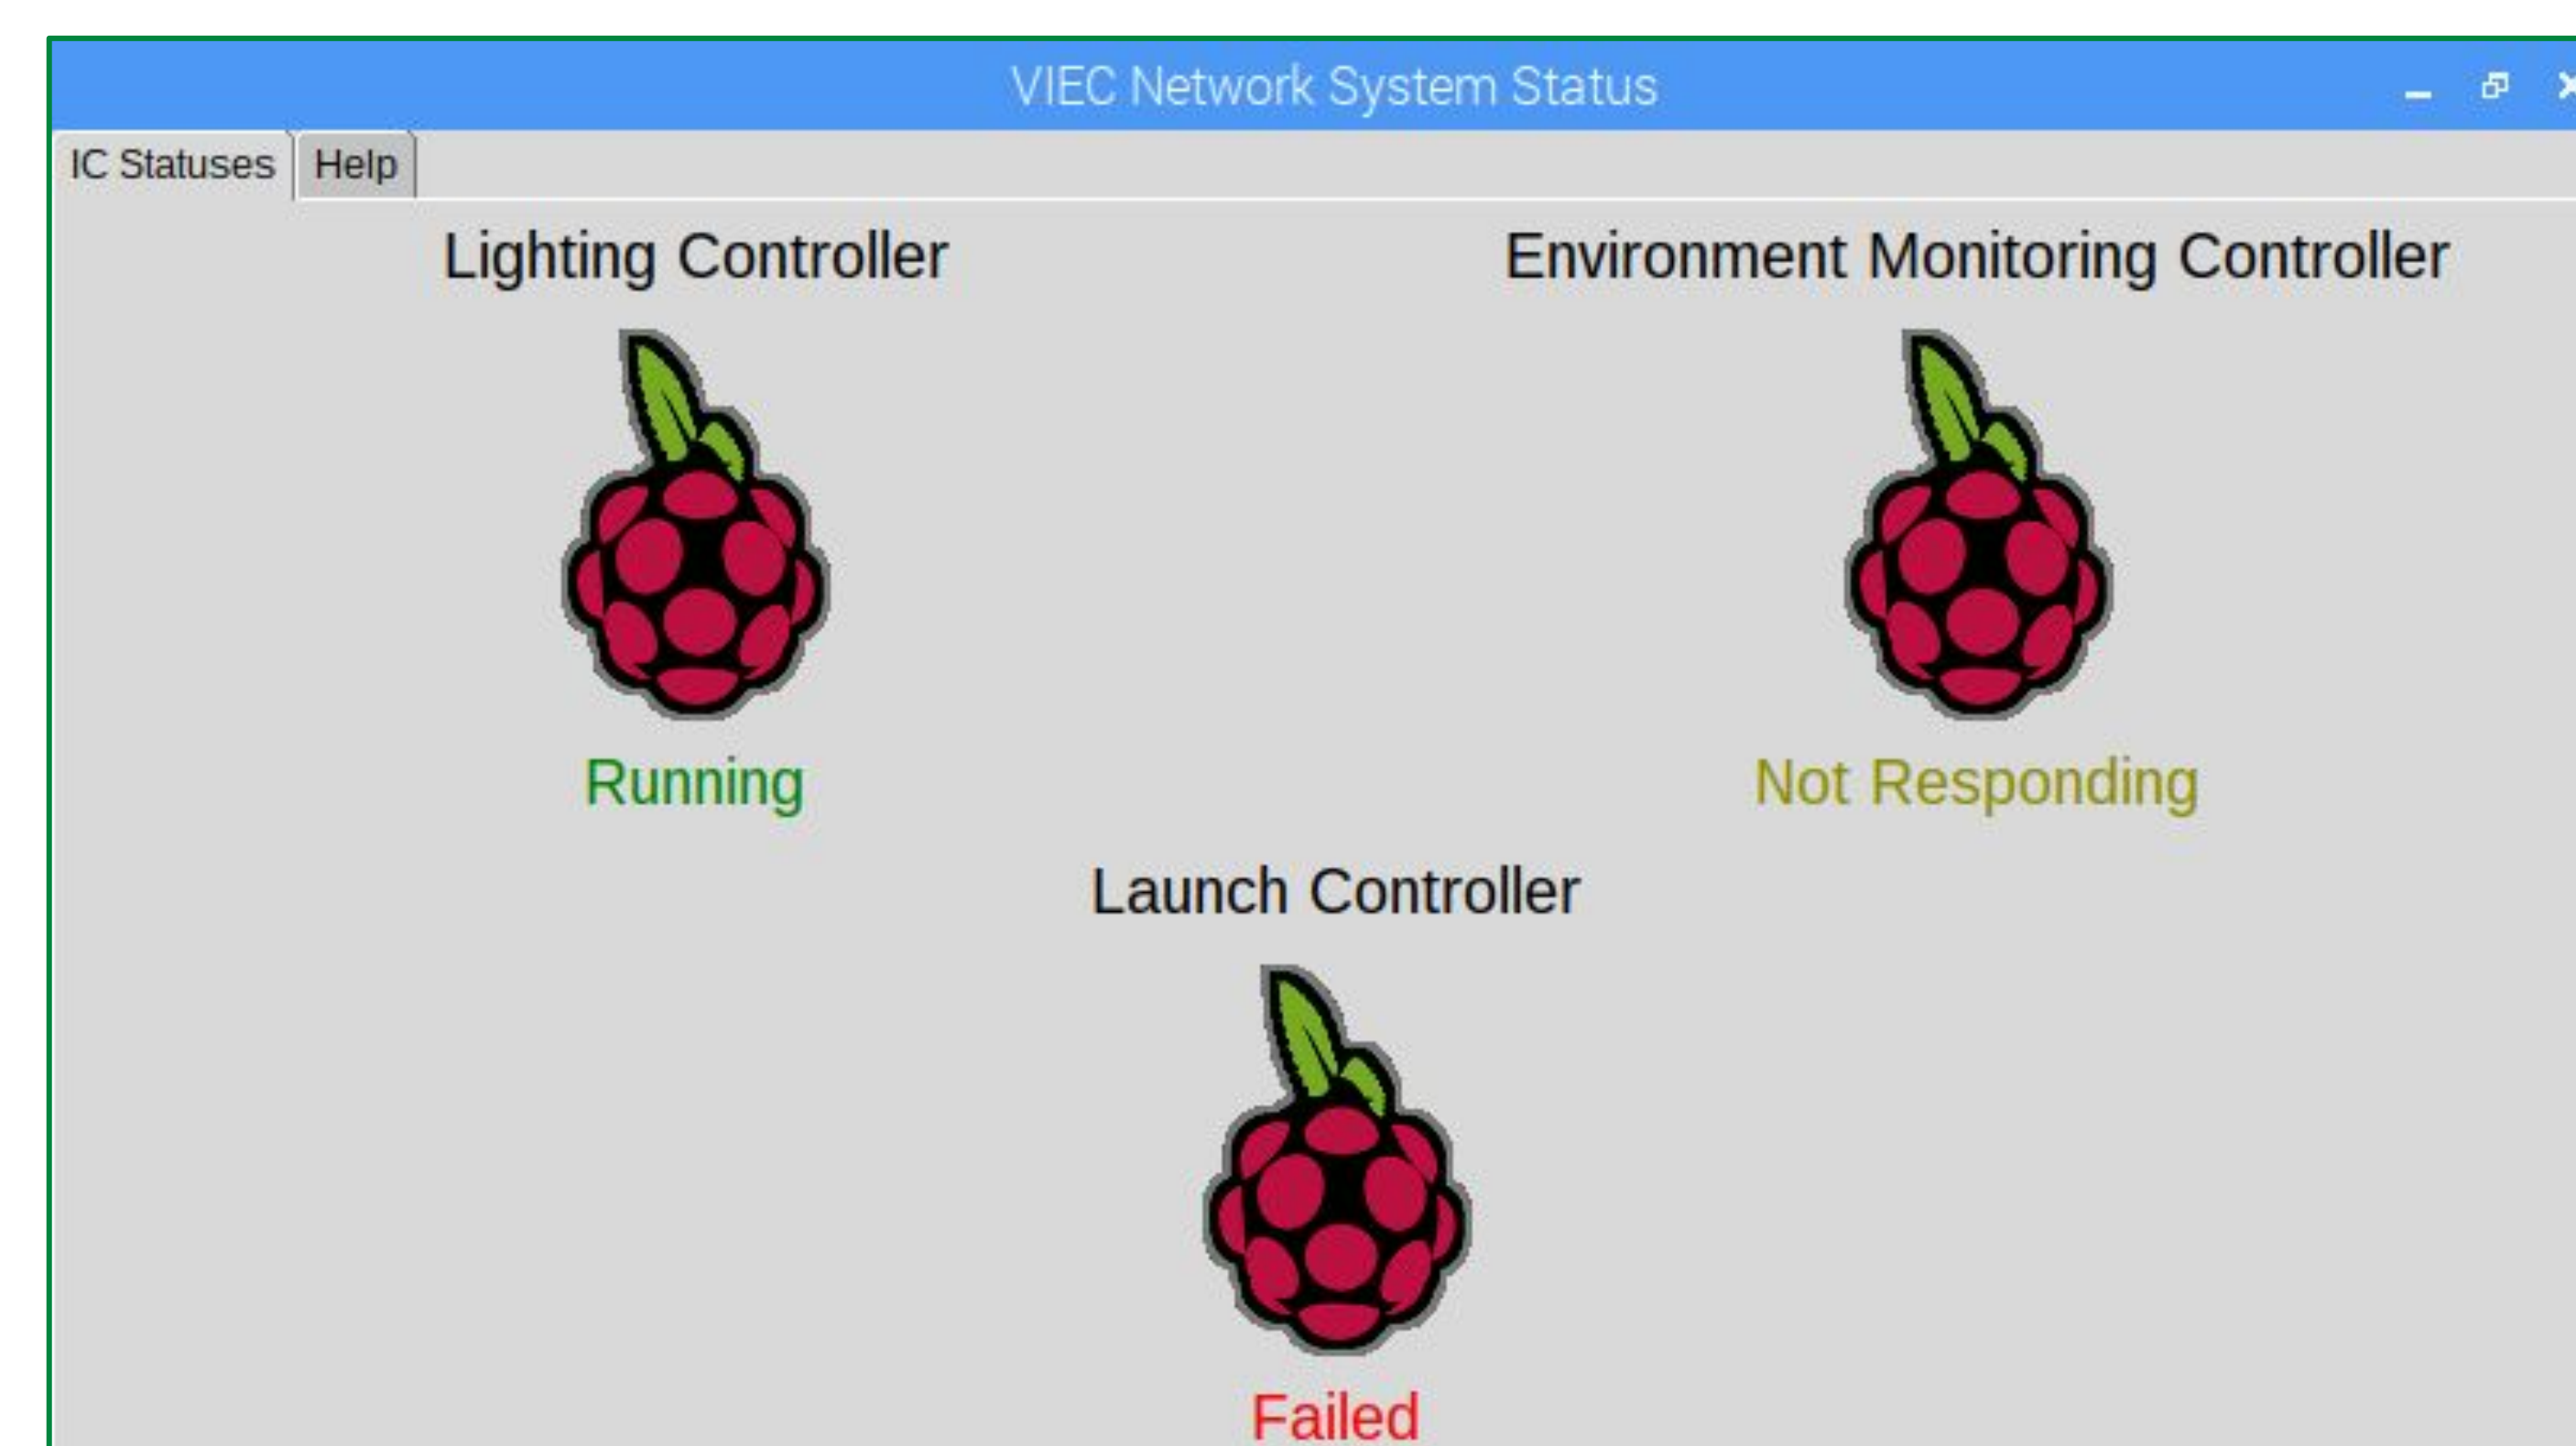 VIEC Network System Status
IC Statuses Help
Lighting Controller Environment Monitoring Controller
Running Not Responding
Launch Controller
Failed